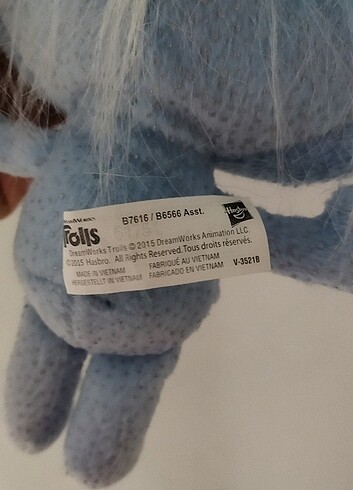 DreamWorks
B7616 / B6566 Asst.
Trolls
Hasbro
DreamWorks Trolls © 2015 DreamWorks Animation LLC.
© 2015 Hasbro. All Rights Reserved.Tous droits réservés.
MADE IN VIETNAM FABRIQUÉ AU VIETNAM
HERGESTELLT IN VIETNAM FABRICADO EN VIETNAM
V-3521B